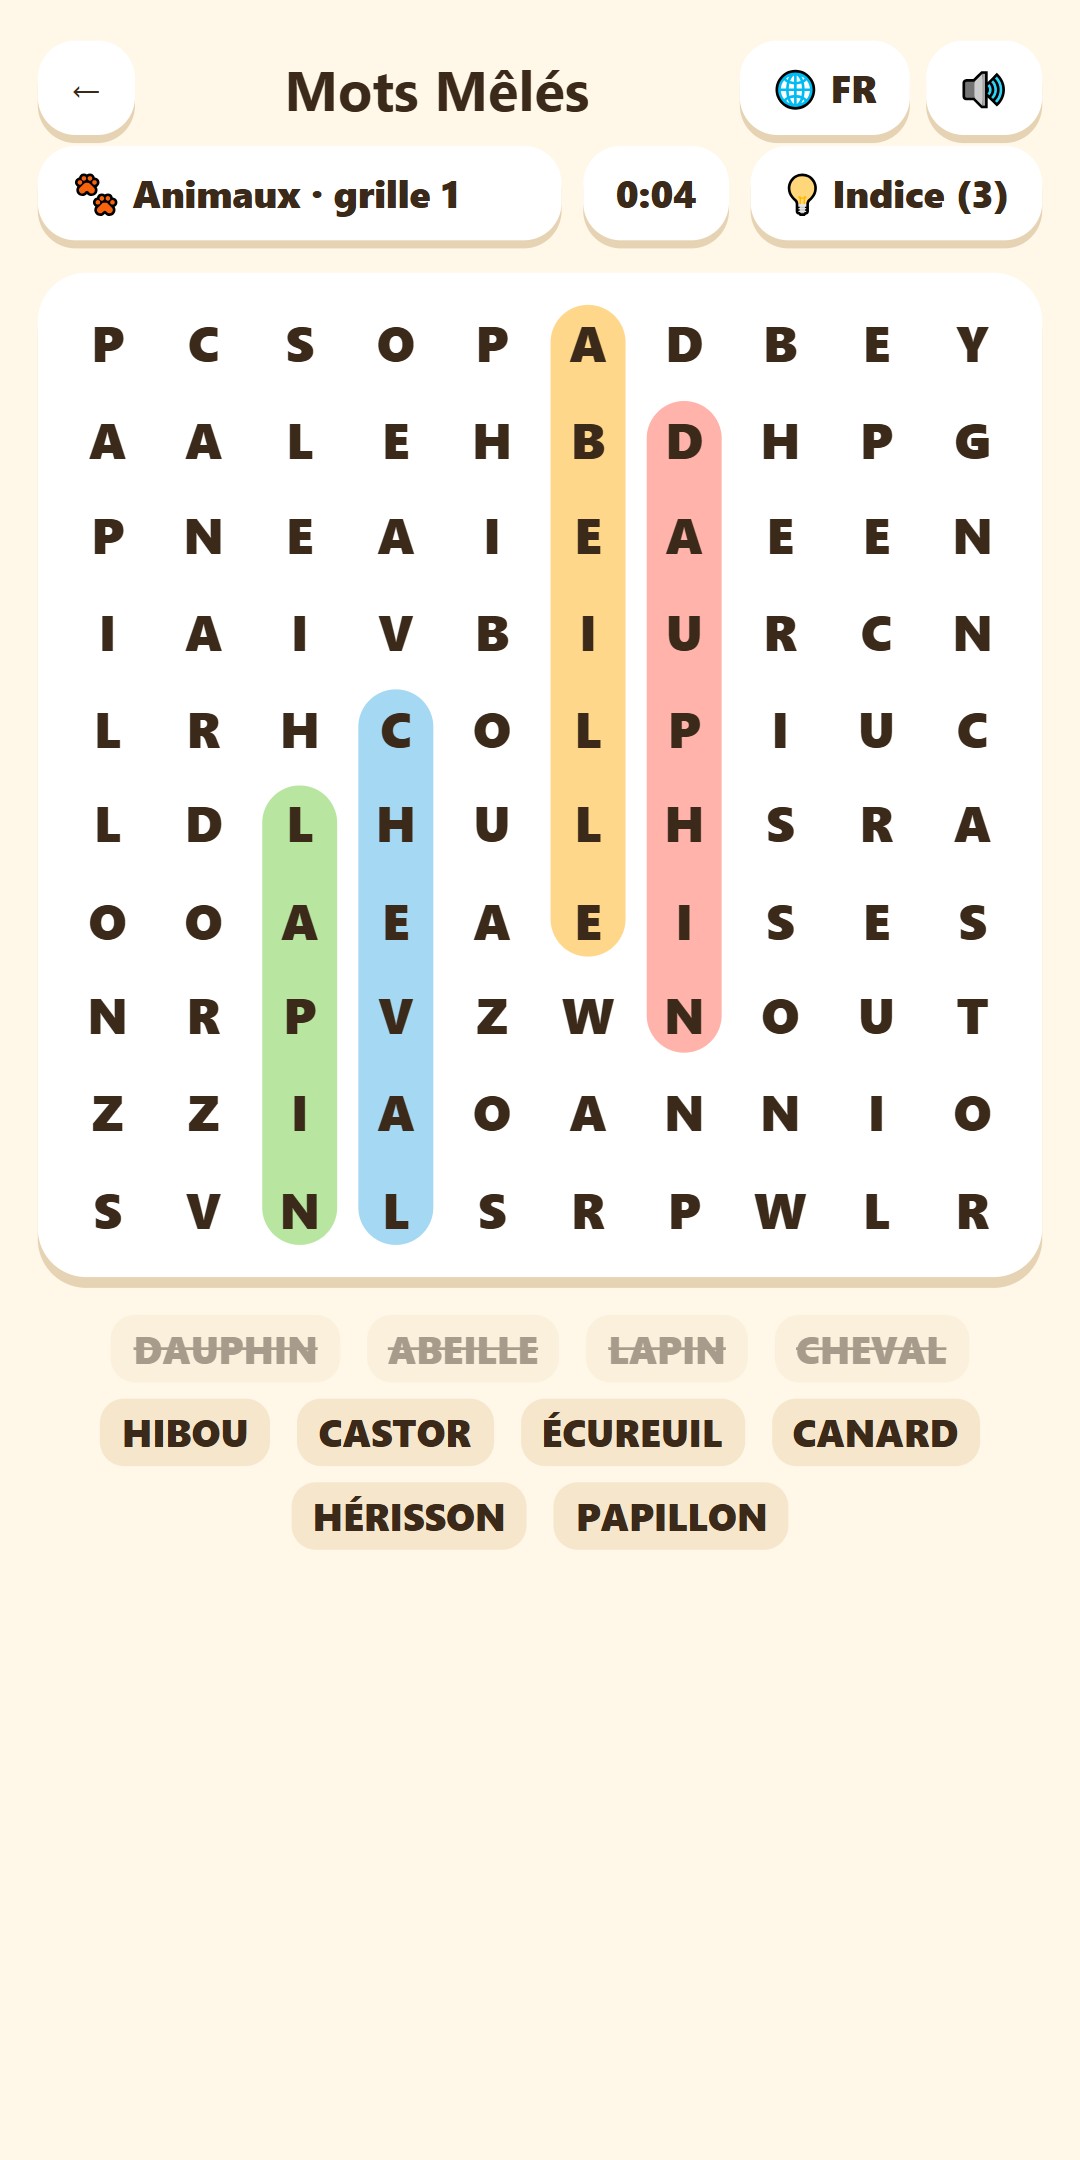 ← Mots Mêlés FR
Animaux · grille 1 0:04 Indice (3)
P C S O P A D B E Y
A A L E H B D H P G
P N E A I E A E E N
I A I V B I U R C N
L R H C O L P I U C
L D L H U L H S R A
O O A E A E I S E S
N R P V Z W N O U T
Z Z I A O A N N I O
S V N L S R P W L R
DAUPHIN ABEILLE LAPIN CHEVAL
HIBOU CASTOR ÉCUREUIL CANARD
HÉRISSON PAPILLON